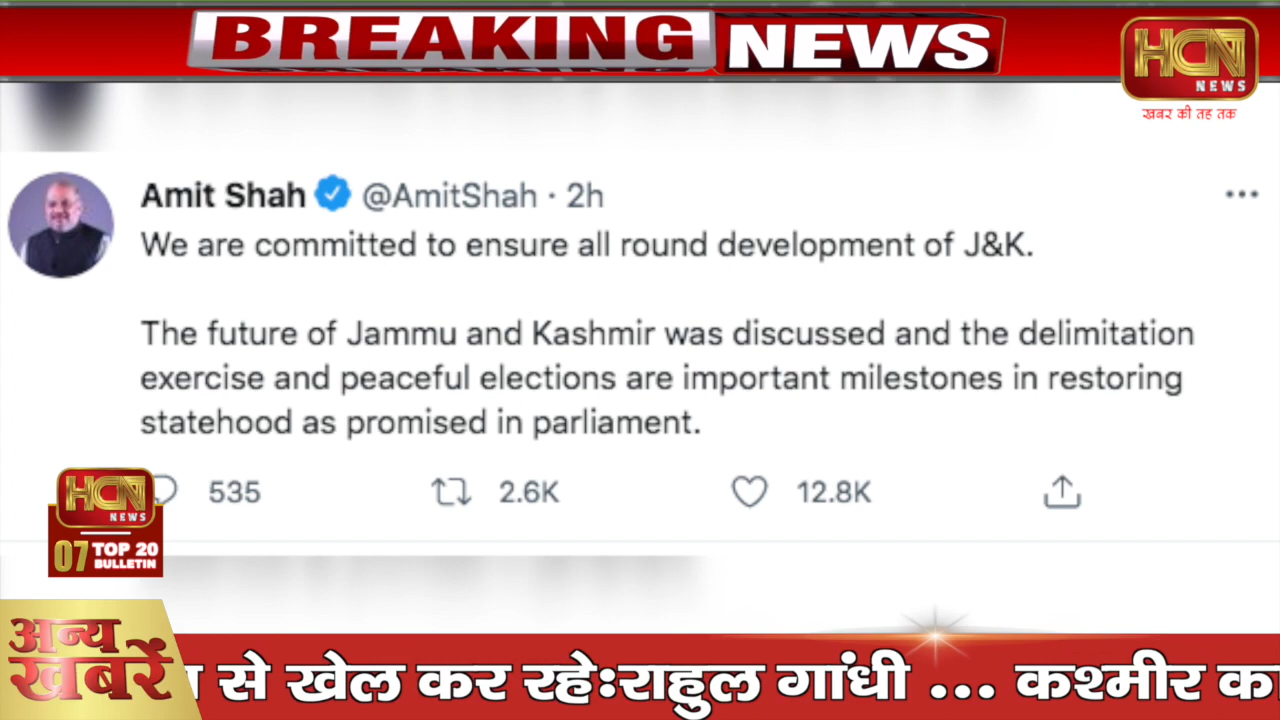 BREAKING NEWS
HCN
NEWS
ख़बर की तह तक
Amit Shah @AmitShah · 2h
We are committed to ensure all round development of J&K.
The future of Jammu and Kashmir was discussed and the delimitation
exercise and peaceful elections are important milestones in restoring
statehood as promised in parliament.
535 2.6K 12.8K
HCN
NEWS
07 TOP 20
BULLETIN
अन्य
ख़बरें
से खेल कर रहेःराहुल गांधी ... कश्मीर का